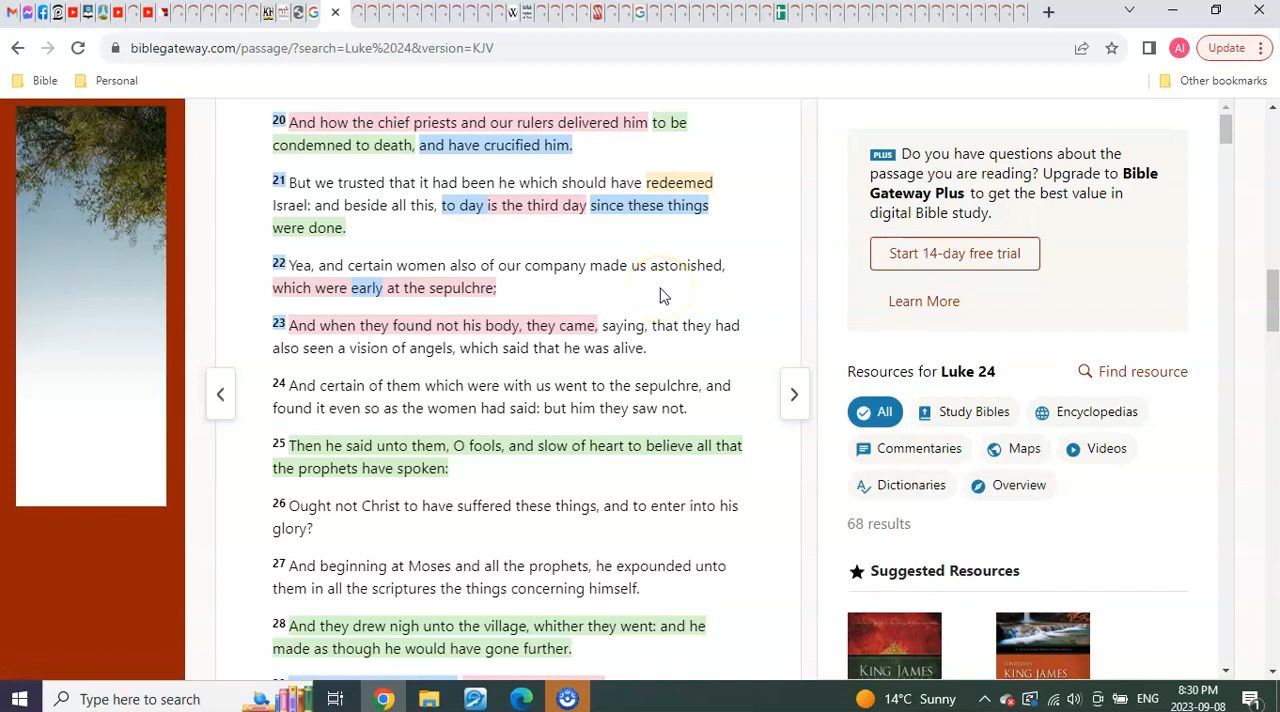 biblegateway.com/passage/?search=Luke%2024&version=KJV
AI
Update
Bible
Personal
Other bookmarks
20 And how the chief priests and our rulers delivered him to be
condemned to death, and have crucified him.
21 But we trusted that it had been he which should have redeemed
Israel: and beside all this, to day is the third day since these things
were done.
22 Yea, and certain women also of our company made us astonished,
which were early at the sepulchre;
23 And when they found not his body, they came, saying, that they had
also seen a vision of angels, which said that he was alive.
24 And certain of them which were with us went to the sepulchre, and
found it even so as the women had said: but him they saw not.
25 Then he said unto them, O fools, and slow of heart to believe all that
the prophets have spoken:
26 Ought not Christ to have suffered these things, and to enter into his
glory?
27 And beginning at Moses and all the prophets, he expounded unto
them in all the scriptures the things concerning himself.
28 And they drew nigh unto the village, whither they went: and he
made as though he would have gone further.
PLUS Do you have questions about the
passage you are reading? Upgrade to Bible
Gateway Plus to get the best value in
digital Bible study.
Start 14-day free trial
Learn More
Resources for Luke 24
Find resource
All
Study Bibles
Encyclopedias
Commentaries
Maps
Videos
Dictionaries
Overview
68 results
Suggested Resources
KING JAMES
KING JAMES
Type here to search
14°C Sunny
ENG
8:30 PM
2023-09-08